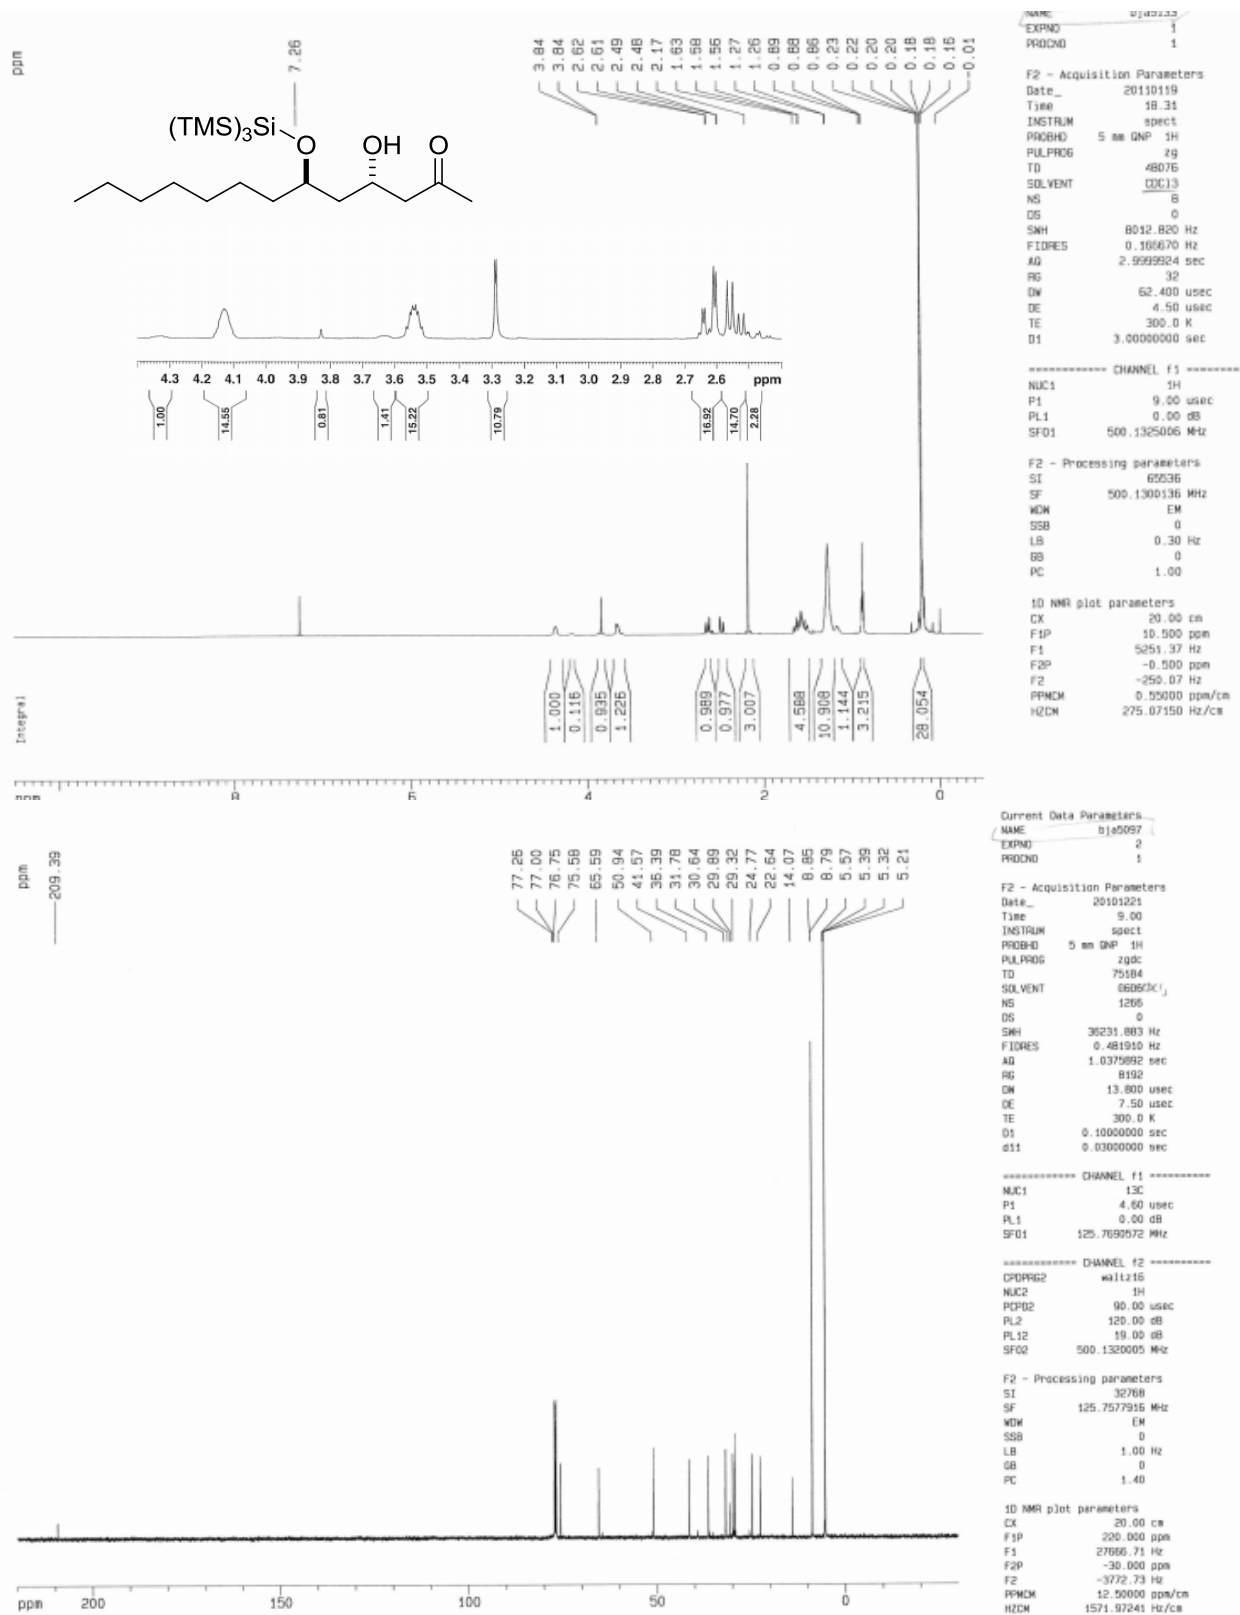 NAME bja5133
EXPNO 1
PROCNO 1
F2 - Acquisition Parameters
Date_ 20110119
Time 18.31
INSTRUM spect
PROBHD 5 mm QNP 1H
PULPROG zg
TD 48076
SOLVENT CDCl3
NS 8
DS 0
SWH 8012.820 Hz
FIDRES 0.166670 Hz
AQ 2.9999924 sec
RG 32
DW 62.400 usec
DE 4.50 usec
TE 300.0 K
D1 3.00000000 sec
============ CHANNEL f1 ========
NUC1 1H
P1 9.00 usec
PL1 0.00 dB
SFO1 500.1325006 MHz
F2 - Processing parameters
SI 65536
SF 500.1300136 MHz
WDW EM
SSB 0
LB 0.30 Hz
GB 0
PC 1.00
1D NMR plot parameters
CX 20.00 cm
F1P 10.500 ppm
F1 5251.37 Hz
F2P -0.500 ppm
F2 -250.07 Hz
PPMCM 0.55000 ppm/cm
HZCM 275.07150 Hz/cm
ppm
7.26
3.84
3.84
2.62
2.61
2.49
2.48
2.17
1.63
1.58
1.56
1.27
1.26
0.89
0.88
0.86
0.23
0.22
0.20
0.20
0.18
0.18
0.16
-0.01
(TMS)3Si
O OH O
4.3 4.2 4.1 4.0 3.9 3.8 3.7 3.6 3.5 3.4 3.3 3.2 3.1 3.0 2.9 2.8 2.7 2.6 ppm
1.00
14.55
0.81
1.41
15.22
10.79
16.92
14.70
2.28
Integral
1.000
0.116
0.935
1.226
0.989
0.977
3.007
4.588
10.908
1.144
3.215
28.054
ppm 8 6 4 2 0
Current Data Parameters
NAME bja5097
EXPNO 2
PROCNO 1
F2 - Acquisition Parameters
Date_ 20101221
Time 9.00
INSTRUM spect
PROBHD 5 mm QNP 1H
PULPROG zgdc
TD 75184
SOLVENT
NS 1266
DS 0
SWH 36231.883 Hz
FIDRES 0.481910 Hz
AQ 1.0375892 sec
RG 8192
DW 13.800 usec
DE 7.50 usec
TE 300.0 K
D1 0.10000000 sec
d11 0.03000000 sec
============ CHANNEL f1 ==========
NUC1 13C
P1 4.60 usec
PL1 0.00 dB
SFO1 125.7690572 MHz
============ CHANNEL f2 ==========
CPDPRG2 waltz16
NUC2 1H
PCPD2 90.00 usec
PL2 120.00 dB
PL12 19.00 dB
SFO2 500.1320005 MHz
F2 - Processing parameters
SI 32768
SF 125.7577916 MHz
WDW EM
SSB 0
LB 1.00 Hz
GB 0
PC 1.40
1D NMR plot parameters
CX 20.00 cm
F1P 220.000 ppm
F1 27666.71 Hz
F2P -30.000 ppm
F2 -3772.73 Hz
PPMCM 12.50000 ppm/cm
HZCM 1571.97241 Hz/cm
ppm
209.39
77.26
77.00
76.75
75.58
65.59
50.94
41.57
36.39
31.78
30.64
29.89
29.32
24.77
22.64
14.07
8.85
8.79
5.57
5.39
5.32
5.21
ppm 200 150 100 50 0